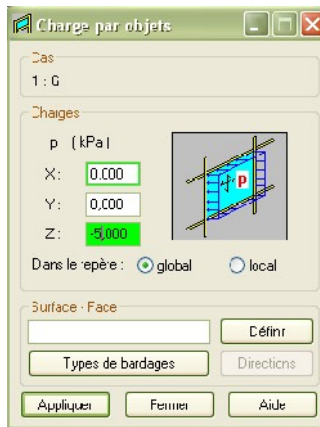 Charge par objets
Cas
1 : G
Charges
p (kPa)
X: 0,000
Y: 0,000
Z: -5,000
p
Dans le repère : global local
Surface - Face
Définir
Types de bardages Directions
Appliquer Fermer Aide